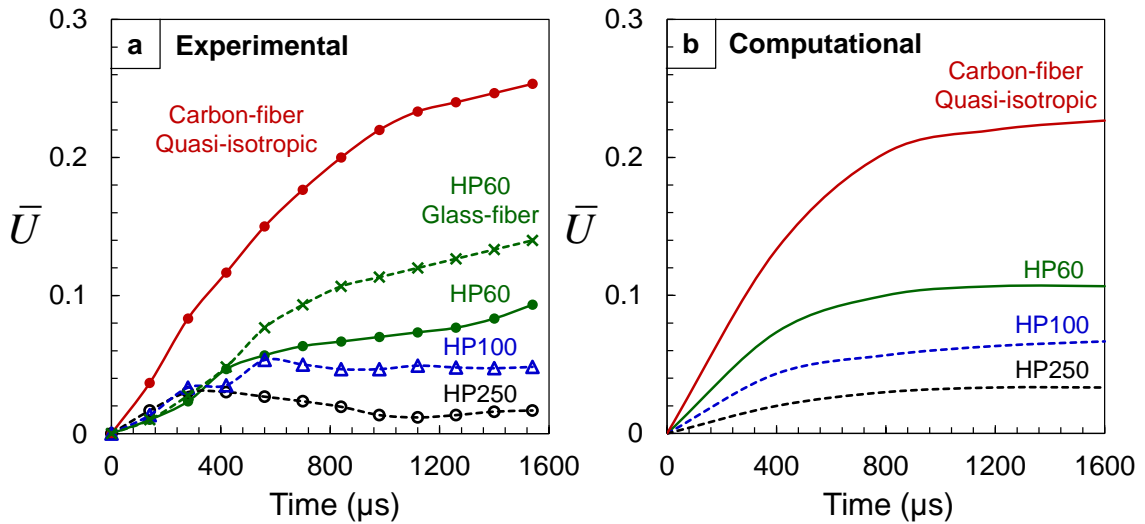 a Experimental
0.3
0.2
0.1
0
Ū
Carbon-fiber
Quasi-isotropic
HP60
Glass-fiber
HP60
HP100
HP250
0 400 800 1200 1600
Time (µs)
b Computational
0.3
0.2
0.1
0
Ū
Carbon-fiber
Quasi-isotropic
HP60
HP100
HP250
0 400 800 1200 1600
Time (µs)